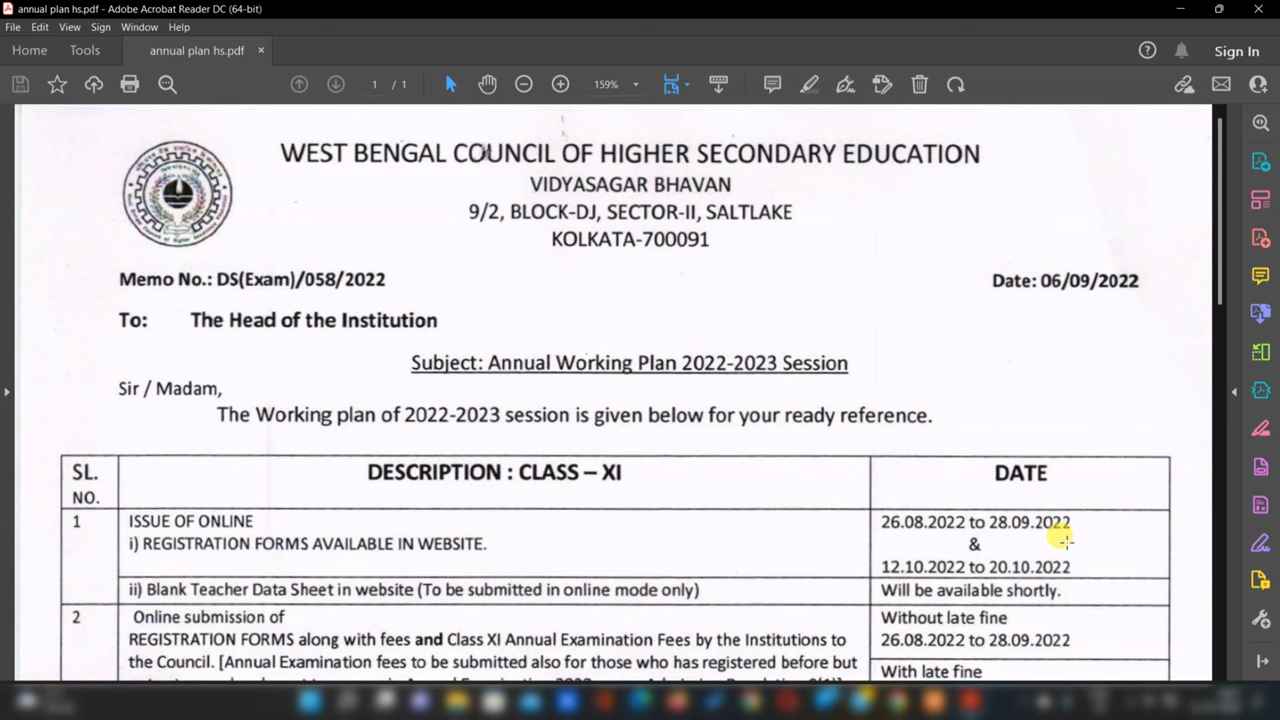 annual plan hs.pdf - Adobe Acrobat Reader DC (64-bit)
File Edit View Sign Window Help
Home Tools annual plan hs.pdf × Sign In
1 / 1 159%
WEST BENGAL COUNCIL OF HIGHER SECONDARY EDUCATION
VIDYASAGAR BHAVAN
9/2, BLOCK-DJ, SECTOR-II, SALTLAKE
KOLKATA-700091
Memo No.: DS(Exam)/058/2022 Date: 06/09/2022
To: The Head of the Institution
Subject: Annual Working Plan 2022-2023 Session
Sir / Madam,
The Working plan of 2022-2023 session is given below for your ready reference.
SL. NO. DESCRIPTION : CLASS – XI DATE
1 ISSUE OF ONLINE 26.08.2022 to 28.09.2022
i) REGISTRATION FORMS AVAILABLE IN WEBSITE. &
12.10.2022 to 20.10.2022
ii) Blank Teacher Data Sheet in website (To be submitted in online mode only) Will be available shortly.
2 Online submission of Without late fine
REGISTRATION FORMS along with fees and Class XI Annual Examination Fees by the Institutions to 26.08.2022 to 28.09.2022
the Council. [Annual Examination fees to be submitted also for those who has registered before but With late fine